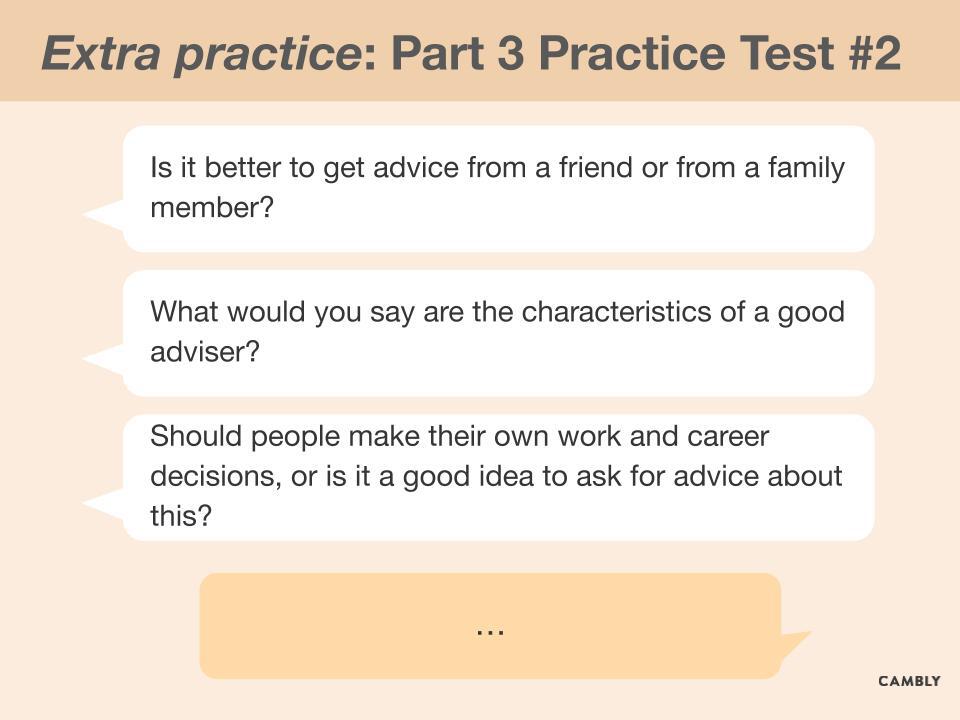 Extra practice: Part 3 Practice Test #2
Is it better to get advice from a friend or from a family
member?
What would you say are the characteristics of a good
adviser?
Should people make their own work and career
decisions, or is it a good idea to ask for advice about
this?
...
CAMBLY